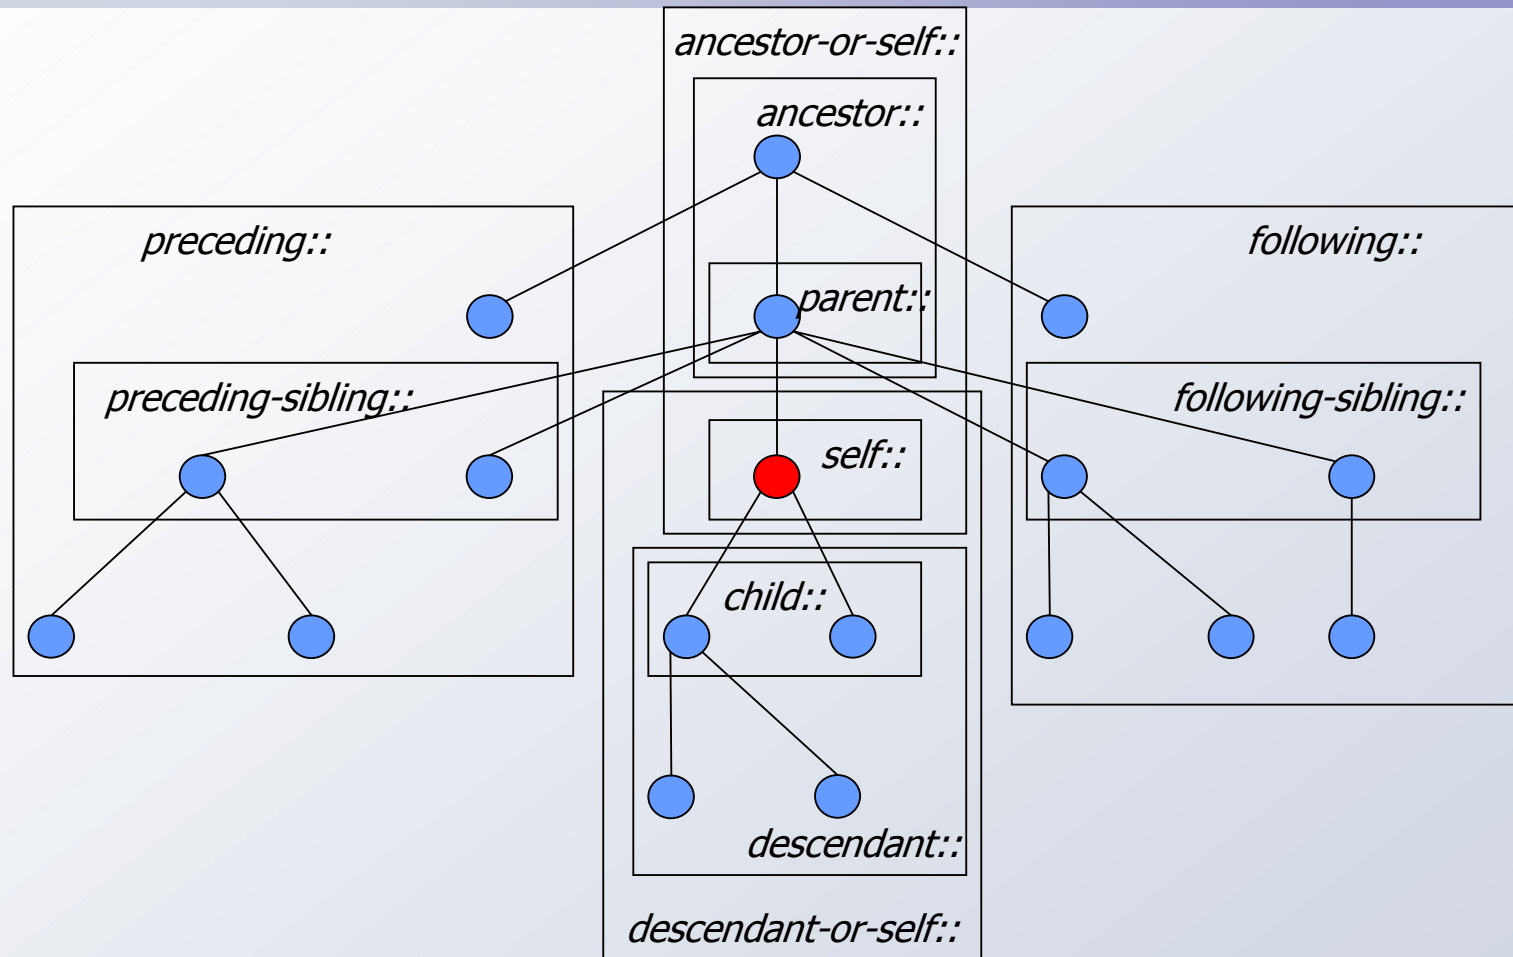 ancestor-or-self::
ancestor::
preceding::
following::
parent::
preceding-sibling::
following-sibling::
self::
child::
descendant::
descendant-or-self::